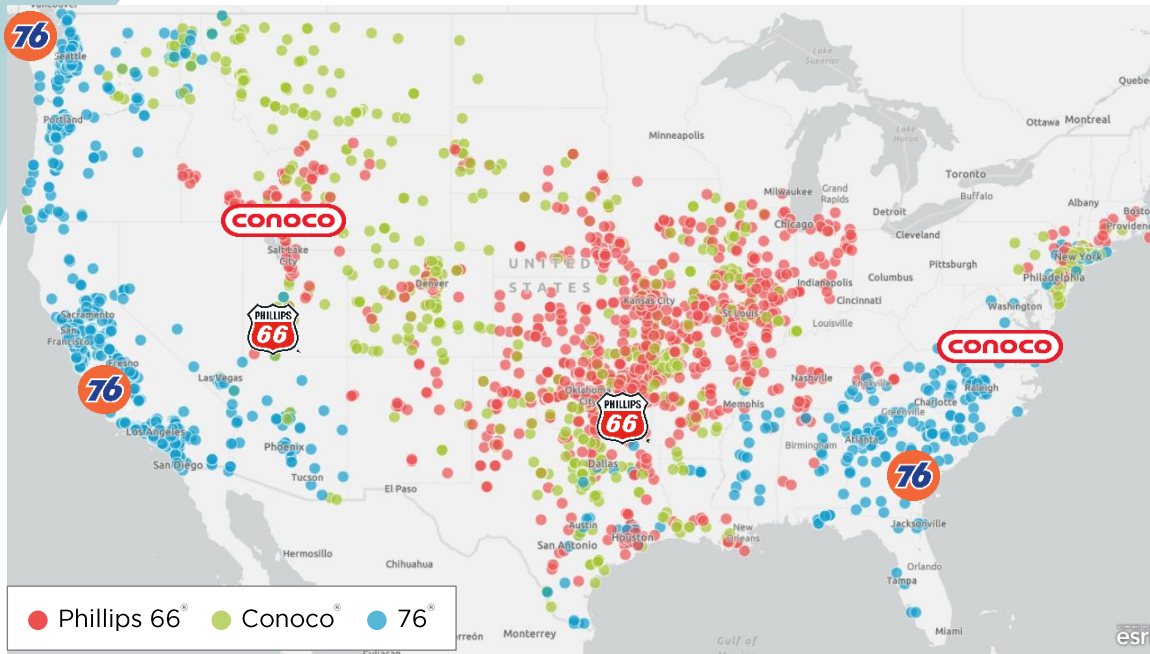 Vancouver
76
Seattle
Portland
Lake
Superior
Minneapolis
Ottawa
Montreal
Lake
Huron
Toronto
Buffalo
Milwaukee
Grand
Rapids
Detroit
Albany
Chicago
Cleveland
New York
Pittsburgh
Philadelphia
conoco
Salt Lake
City
Denver
UNITED
STATES
Kansas City
St Louis
Indianapolis
Columbus
Cincinnati
Louisville
Washington
PHILLIPS
66
conoco
Sacramento
San
Francisco
Fresno
76
Las Vegas
Oklahoma
City
PHILLIPS
66
Nashville
Knoxville
Raleigh
Charlotte
Greenville
Memphis
Los Angeles
San Diego
Phoenix
Tucson
El Paso
Dallas
Birmingham
Atlanta
76
Jacksonville
Austin
San Antonio
Houston
New
Orleans
Hermosillo
Chihuahua
Orlando
Tampa
Miami
Monterrey
Gulf of
Phillips 66®
Conoco®
76®